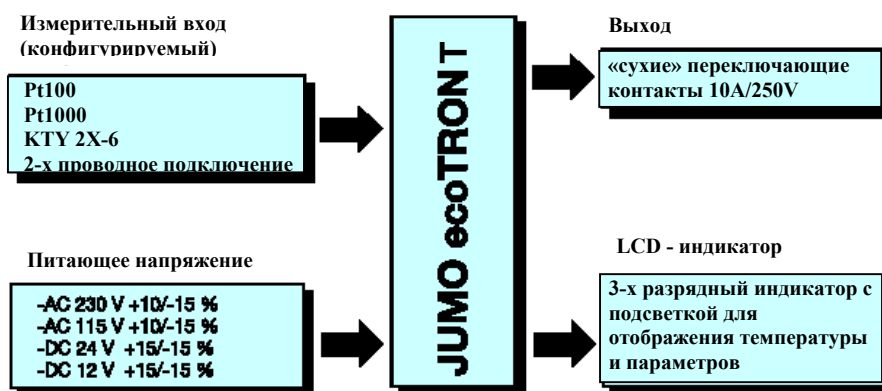 Измерительный вход
(конфигурируемый)
Pt100
Pt1000
KTY 2X-6
2-х проводное подключение
Питающее напряжение
-AC 230 V +10/-15 %
-AC 115 V +10/-15 %
-DC 24 V +15/-15 %
-DC 12 V +15/-15 %
JUMO ecoTRON T
Выход
«сухие» переключающие
контакты 10A/250V
LCD - индикатор
3-х разрядный индикатор с
подсветкой для
отображения температуры
и параметров